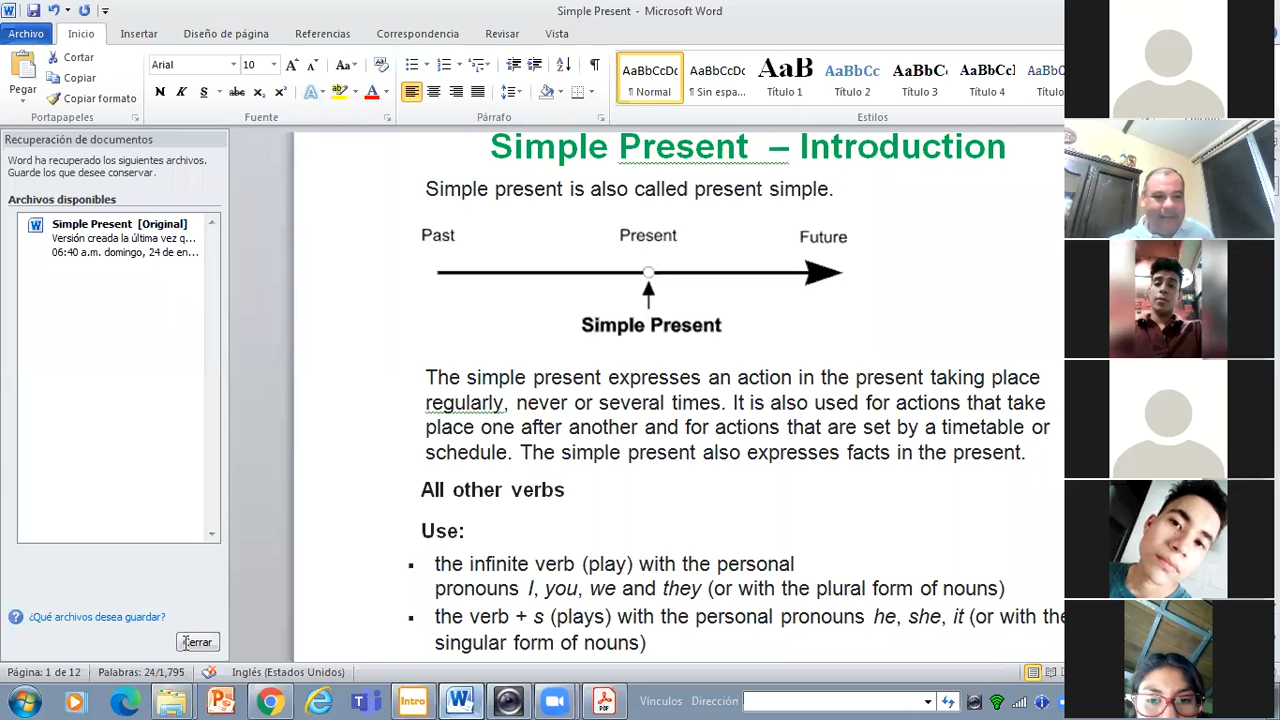 Simple Present - Microsoft Word
Archivo Inicio Insertar Diseño de página Referencias Correspondencia Revisar Vista
Cortar
Copiar
Copiar formato
Pegar
Portapapeles
Arial 10
Fuente
Párrafo
AaBbCcDc AaBbCcDc AaB AaBbCc AaBbC AaBbCcI AaBbC
¶ Normal ¶ Sin espa... Título 1 Título 2 Título 3 Título 4 Título
Estilos
Recuperación de documentos
Word ha recuperado los siguientes archivos.
Guarde los que desee conservar.
Archivos disponibles
Simple Present [Original]
Versión creada la última vez q...
06:40 a.m. domingo, 24 de en...
¿Qué archivos desea guardar?
Cerrar
Simple Present – Introduction
Simple present is also called present simple.
Past Present Future
Simple Present
The simple present expresses an action in the present taking place
regularly, never or several times. It is also used for actions that take
place one after another and for actions that are set by a timetable or
schedule. The simple present also expresses facts in the present.
All other verbs
Use:
▪ the infinite verb (play) with the personal
pronouns I, you, we and they (or with the plural form of nouns)
▪ the verb + s (plays) with the personal pronouns he, she, it (or with the
singular form of nouns)
Página: 1 de 12 Palabras: 24/1,795 Inglés (Estados Unidos)
Intro
PDF
Vínculos Dirección